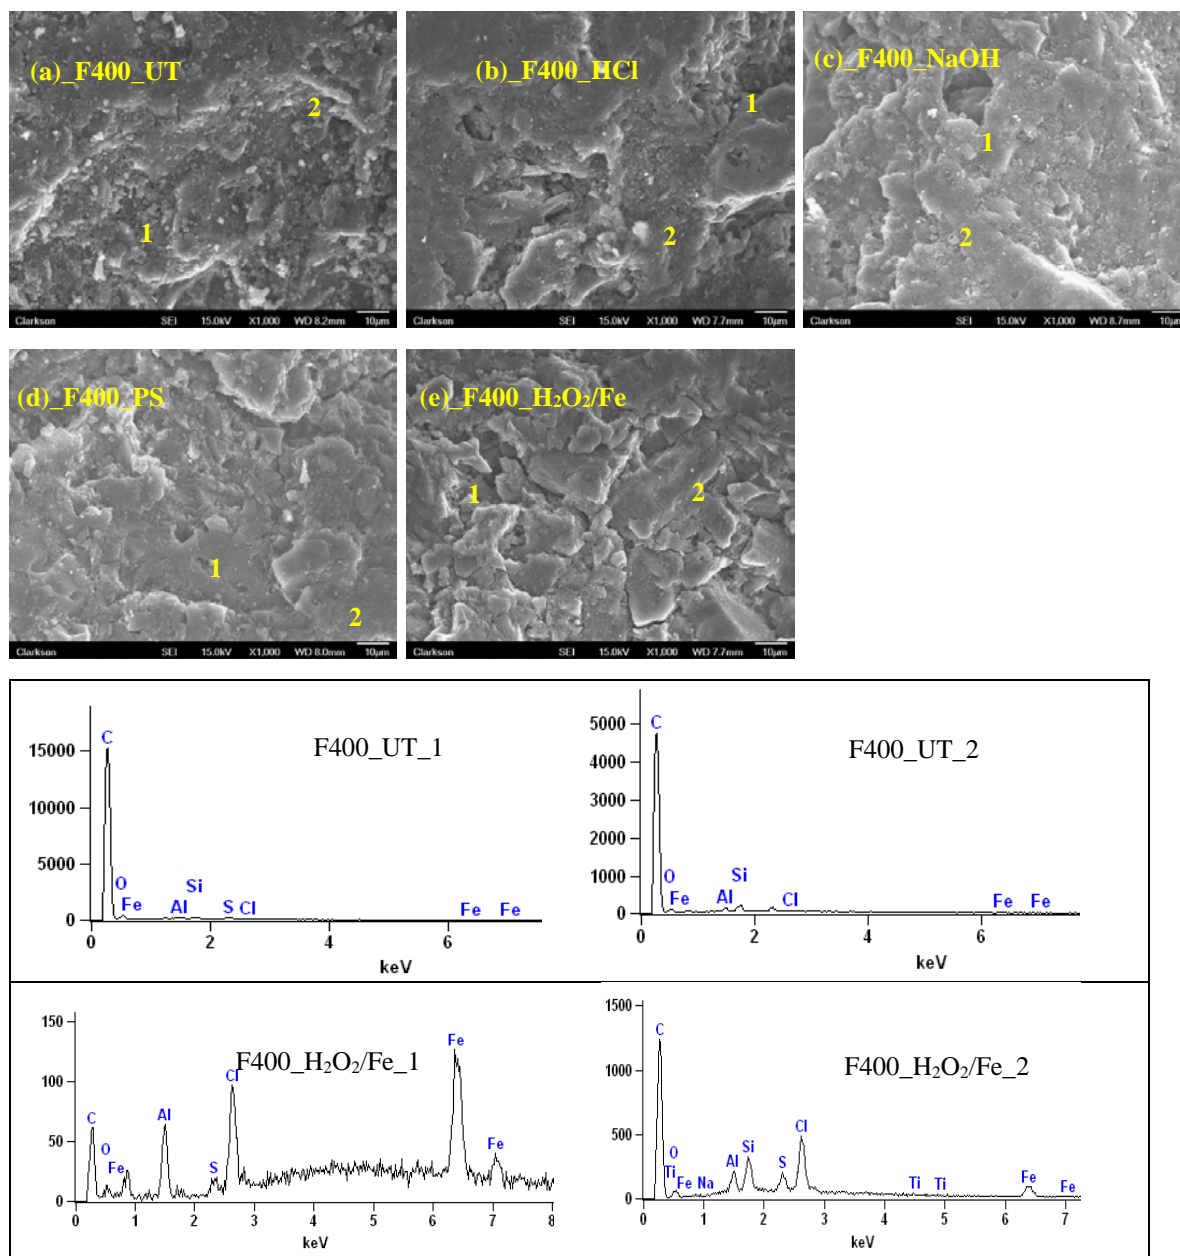 (a)_F400_UT
2
1
Clarkson SEI 15.0kV X1,000 WD 8.2mm 10µm
(b)_F400_HCl
1
2
Clarkson SEI 15.0kV X1,000 WD 7.7mm 10µm
(c)_F400_NaOH
1
2
Clarkson SEI 15.0kV X1,000 WD 8.7mm 10µm
(d)_F400_PS
1
2
Clarkson SEI 15.0kV X1,000 WD 8.0mm 10µm
(e)_F400_H₂O₂/Fe
1
2
Clarkson SEI 15.0kV X1,000 WD 7.7mm 10µm
F400_UT_1
15000
10000
5000
0
C
O
Fe
Al
Si
S
Cl
Fe
Fe
0 2 4 6
keV
F400_UT_2
5000
4000
3000
2000
1000
0
C
O
Fe
Al
Si
Cl
Fe
Fe
0 2 4 6
keV
F400_H₂O₂/Fe_1
150
100
50
0
C
O
Fe
Al
S
Cl
Fe
Fe
0 1 2 3 4 5 6 7 8
keV
F400_H₂O₂/Fe_2
1500
1000
500
0
C
O
Ti
Fe
Na
Al
Si
S
Cl
Ti
Ti
Fe
Fe
0 1 2 3 4 5 6 7
keV